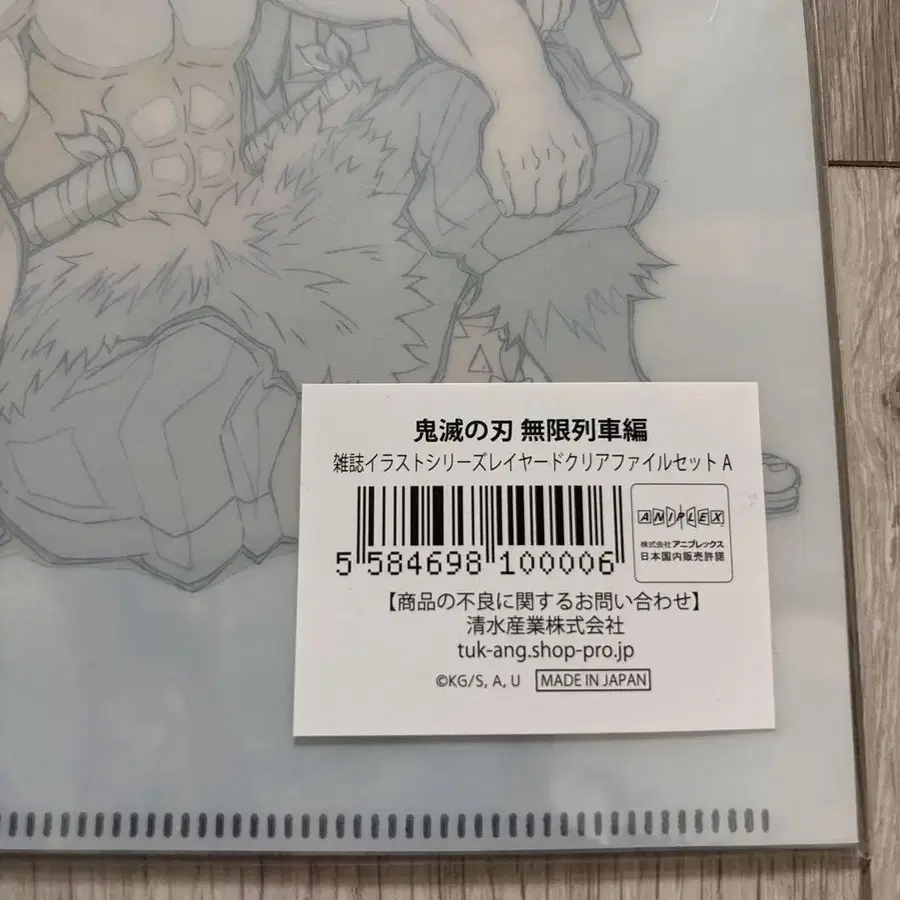 鬼滅の刃 無限列車編
雑誌イラストシリーズレイヤードクリアファイルセット A
5 584698 100006
ANIPLEX
株式会社アニプレックス
日本国内販売許諾
【商品の不良に関するお問い合わせ】
清水産業株式会社
tuk-ang.shop-pro.jp
©KG/S, A, U MADE IN JAPAN